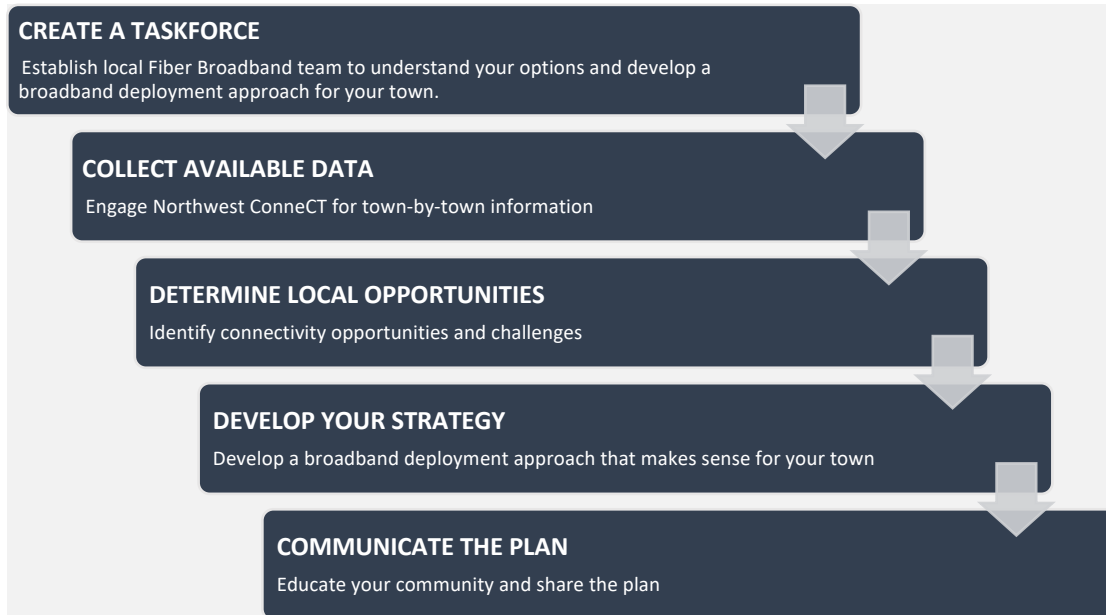 CREATE A TASKFORCE
Establish local Fiber Broadband team to understand your options and develop a
broadband deployment approach for your town.
COLLECT AVAILABLE DATA
Engage Northwest ConneCT for town-by-town information
DETERMINE LOCAL OPPORTUNITIES
Identify connectivity opportunities and challenges
DEVELOP YOUR STRATEGY
Develop a broadband deployment approach that makes sense for your town
COMMUNICATE THE PLAN
Educate your community and share the plan